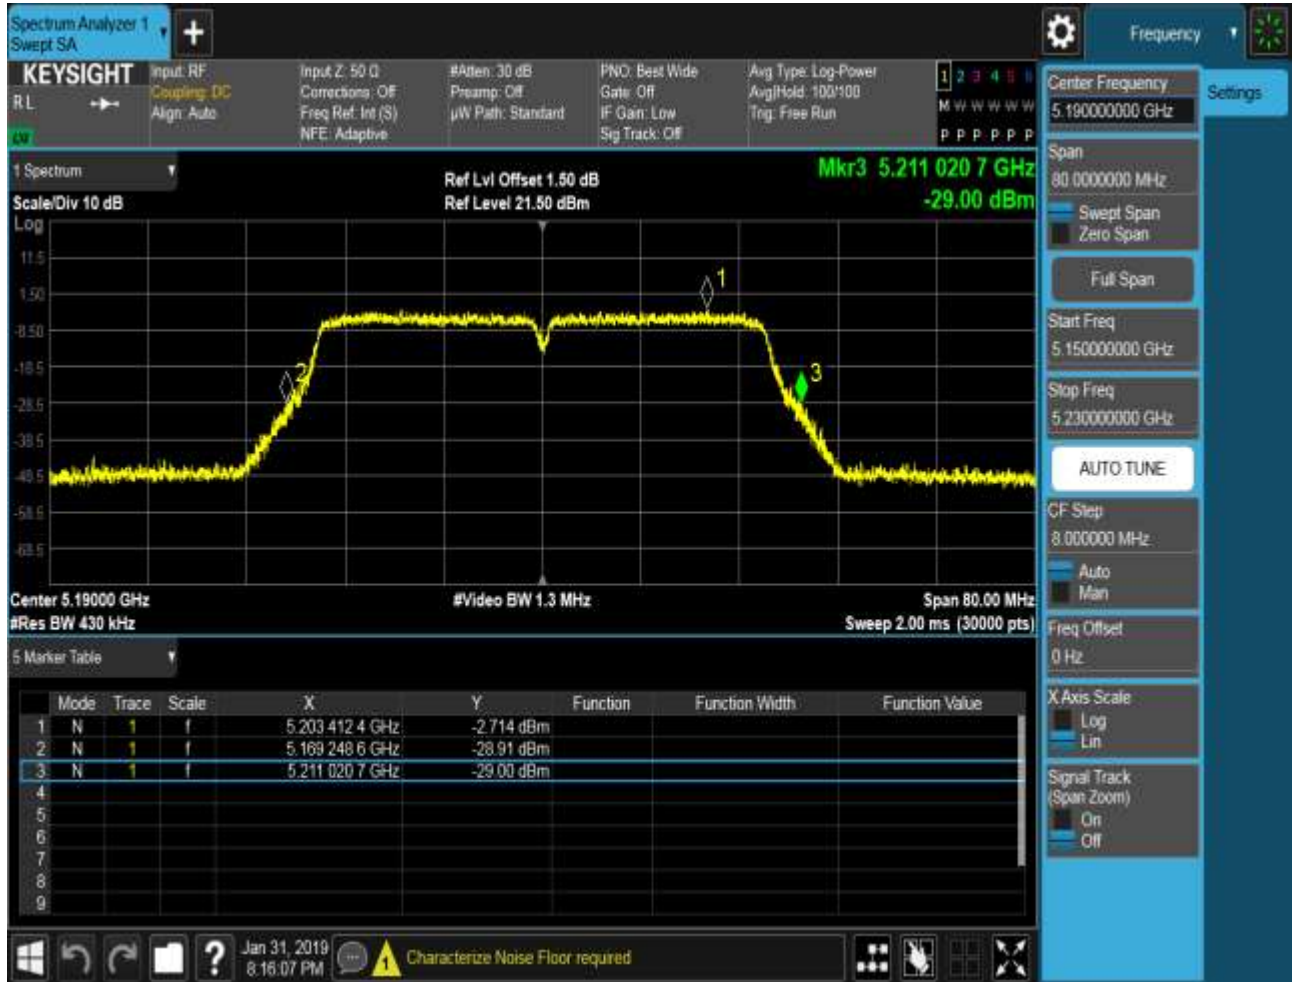 Spectrum Analyzer 1
Swept SA
+
Frequency
KEYSIGHT
R L
Input: RF
Coupling: DC
Align: Auto
Input Z: 50 Ω
Corrections: Off
Freq Ref: Int (S)
NFE: Adaptive
#Atten: 30 dB
Preamp: Off
µW Path: Standard
PNO: Best Wide
Gate: Off
IF Gain: Low
Sig Track: Off
Avg Type: Log-Power
Avg|Hold: 100/100
Trig: Free Run
1 2 3 4 5 6
M W W W W W
P P P P P P
1 Spectrum
Scale/Div 10 dB
Ref Lvl Offset 1.50 dB
Ref Level 21.50 dBm
Mkr3 5.211 020 7 GHz
-29.00 dBm
Log
11.5
1.50
-8.50
-18.5
-28.5
-38.5
-48.5
-58.5
-68.5
1
2
3
Center 5.19000 GHz
#Res BW 430 kHz
#Video BW 1.3 MHz
Span 80.00 MHz
Sweep 2.00 ms (30000 pts)
5 Marker Table
Mode Trace Scale X Y Function Function Width Function Value
1 N 1 f 5.203 412 4 GHz -2.714 dBm
2 N 1 f 5.169 248 6 GHz -28.91 dBm
3 N 1 f 5.211 020 7 GHz -29.00 dBm
4
5
6
7
8
9
Center Frequency
5.190000000 GHz
Settings
Span
80.0000000 MHz
Swept Span
Zero Span
Full Span
Start Freq
5.150000000 GHz
Stop Freq
5.230000000 GHz
AUTO TUNE
CF Step
8.000000 MHz
Auto
Man
Freq Offset
0 Hz
X Axis Scale
Log
Lin
Signal Track
(Span Zoom)
On
Off
?
Jan 31, 2019
8:16:07 PM
1
Characterize Noise Floor required